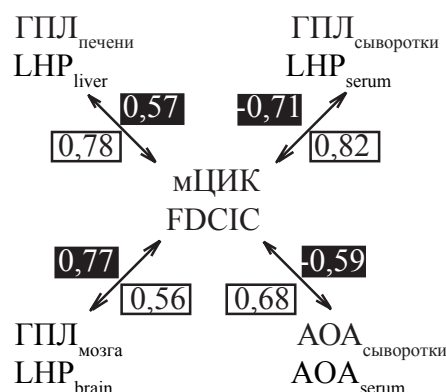 ГПЛ печени
LHP liver
ГПЛ сыворотки
LHP serum
0,57
-0,71
0,78
0,82
мЦИК
FDCIC
0,77
-0,59
0,56
0,68
ГПЛ мозга
LHP brain
АОА сыворотки
AOA serum